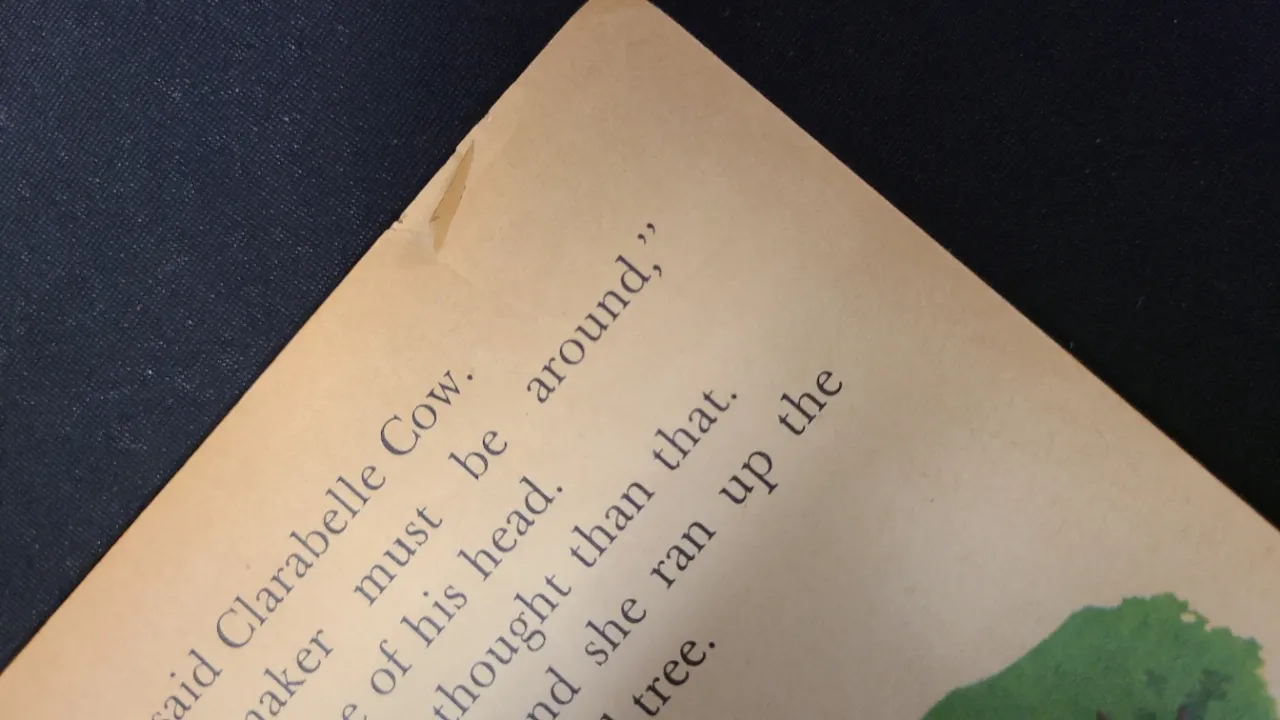 said Clarabelle Cow.
maker must be around,”
of his head.
thought than that.
she ran up the
tree.